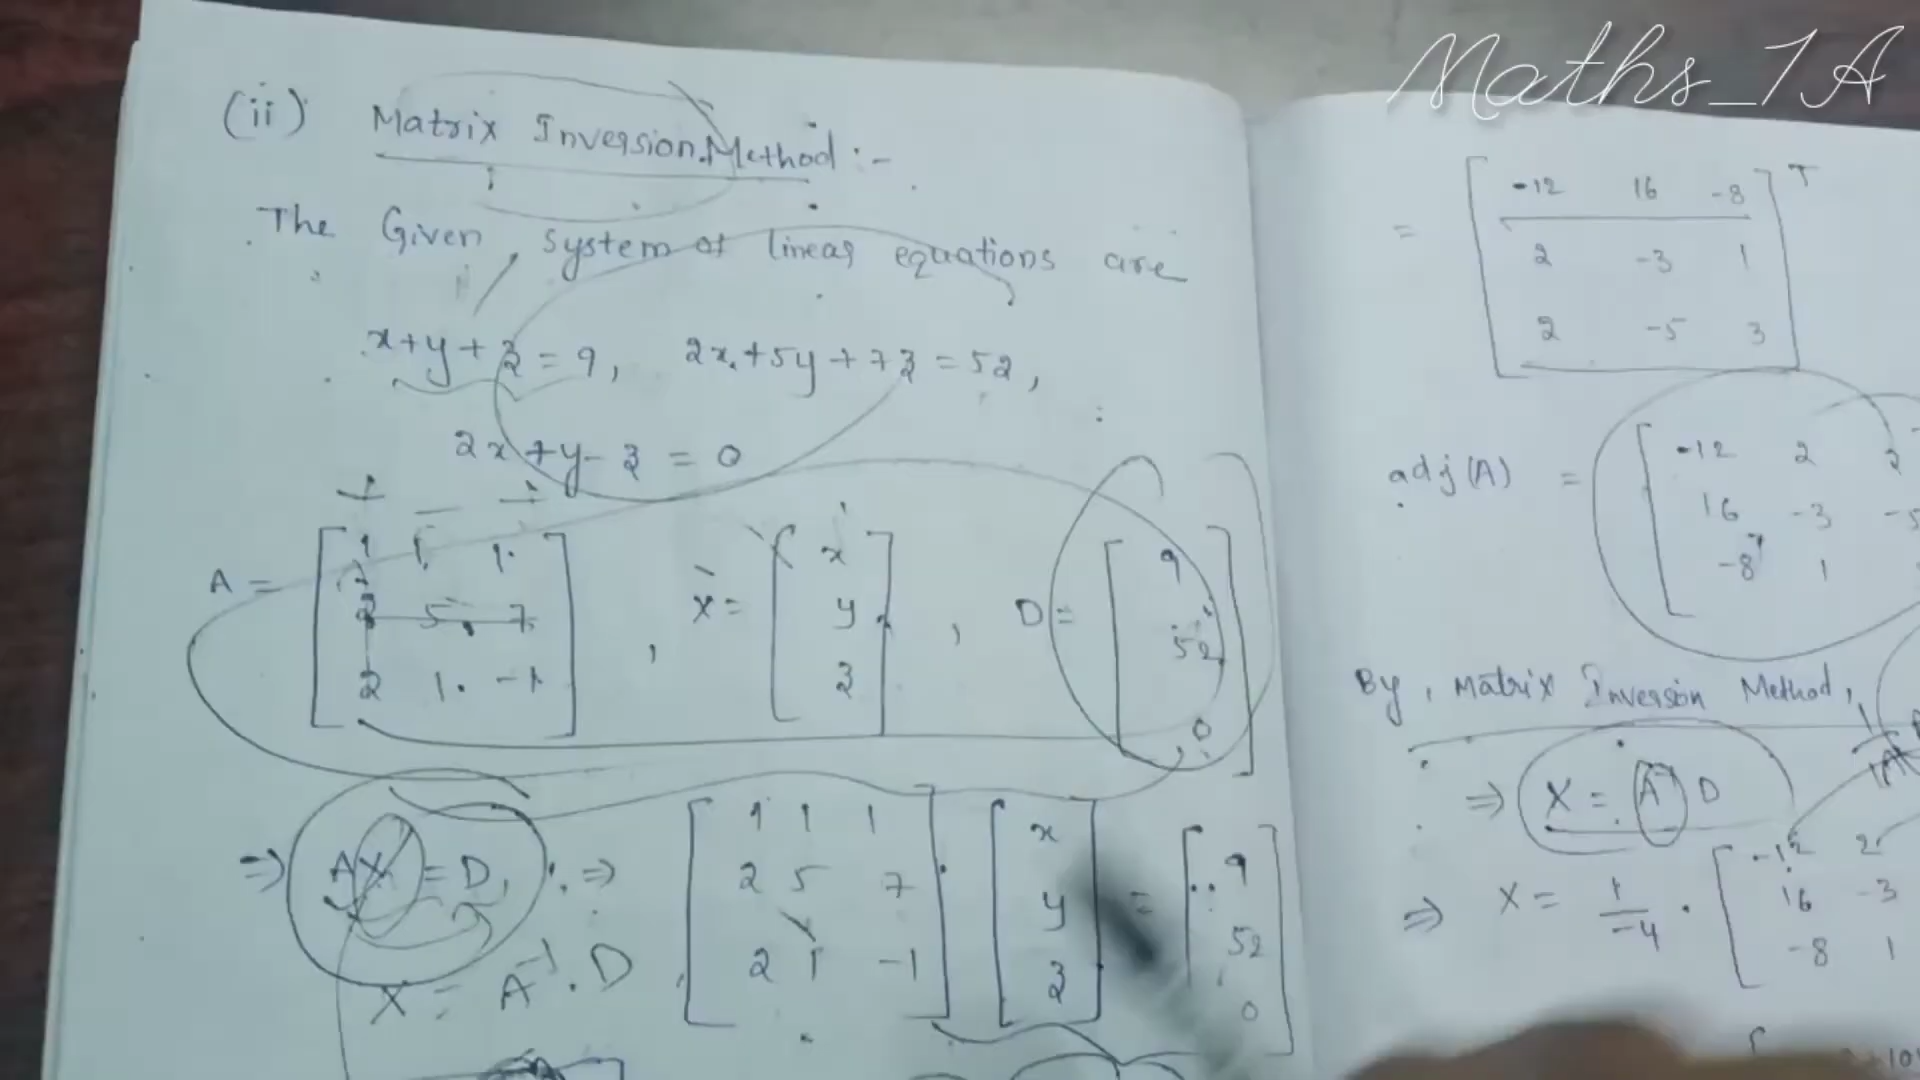 Maths_1A
(ii) Matrix Inversion Method :-
The Given system of linear equations are
x+y+z = 9, 2x+5y+7z = 52,
2x+y-z = 0
+ - +
A = [1 1 1
2 5 7
2 1 -1], X = [x
y
z], D = [9
52
0]
⇒ AX = D, ⇒ [1 1 1
2 5 7
2 1 -1] . [x
y
z] = [9
52
0]
X = A⁻¹ . D
= [-12 16 -8
2 -3 1
2 -5 3]ᵀ
adj(A) = [-12 2 2
16 -3 -5
-8 1
By, Matrix Inversion Method,
⇒ X = A⁻¹ D
⇒ X = 1/-4 . [-12 2
16 -3
-8 1